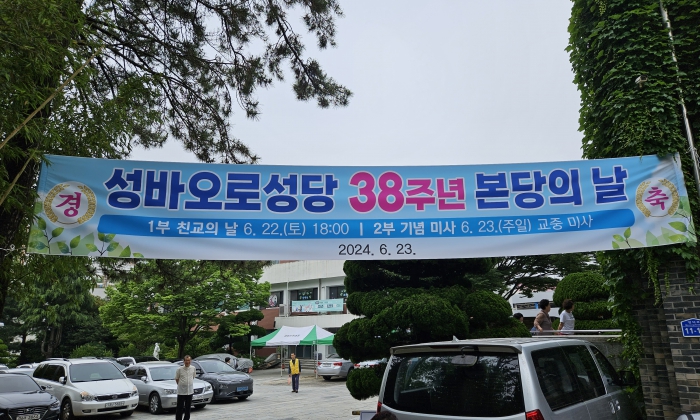 경 성바오로성당 38주년 본당의 날 축
1부 친교의 날 6. 22.(토) 18:00 | 2부 기념 미사 6. 23.(주일) 교중 미사
2024. 6. 23.